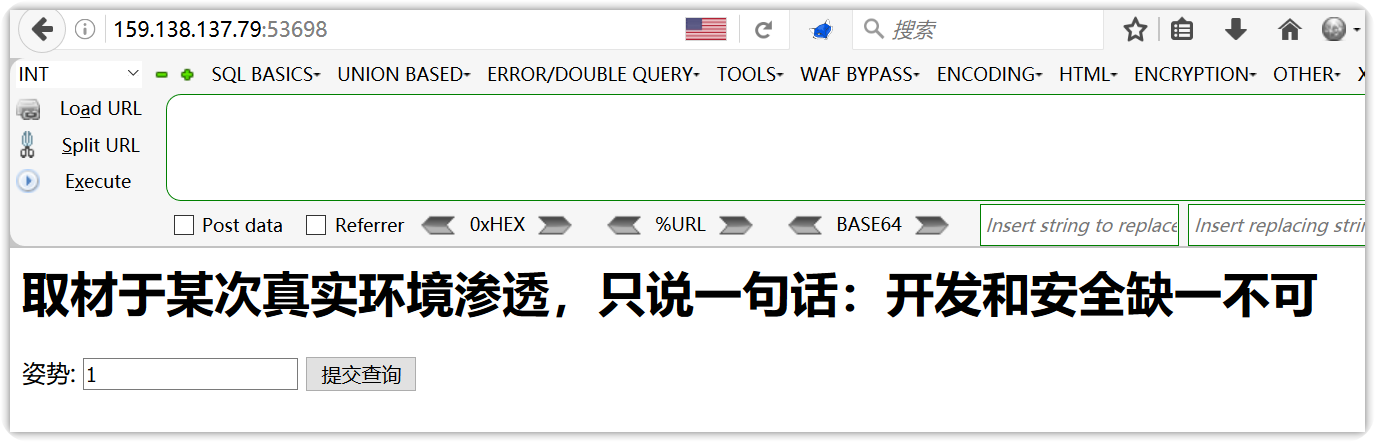 159.138.137.79:53698 搜索
INT SQL BASICS UNION BASED ERROR/DOUBLE QUERY TOOLS WAF BYPASS ENCODING HTML ENCRYPTION OTHER X
Load URL
Split URL
Execute
Post data Referrer 0xHEX %URL BASE64 Insert string to replace Insert replacing strin
取材于某次真实环境渗透，只说一句话：开发和安全缺一不可
姿势: 1 提交查询